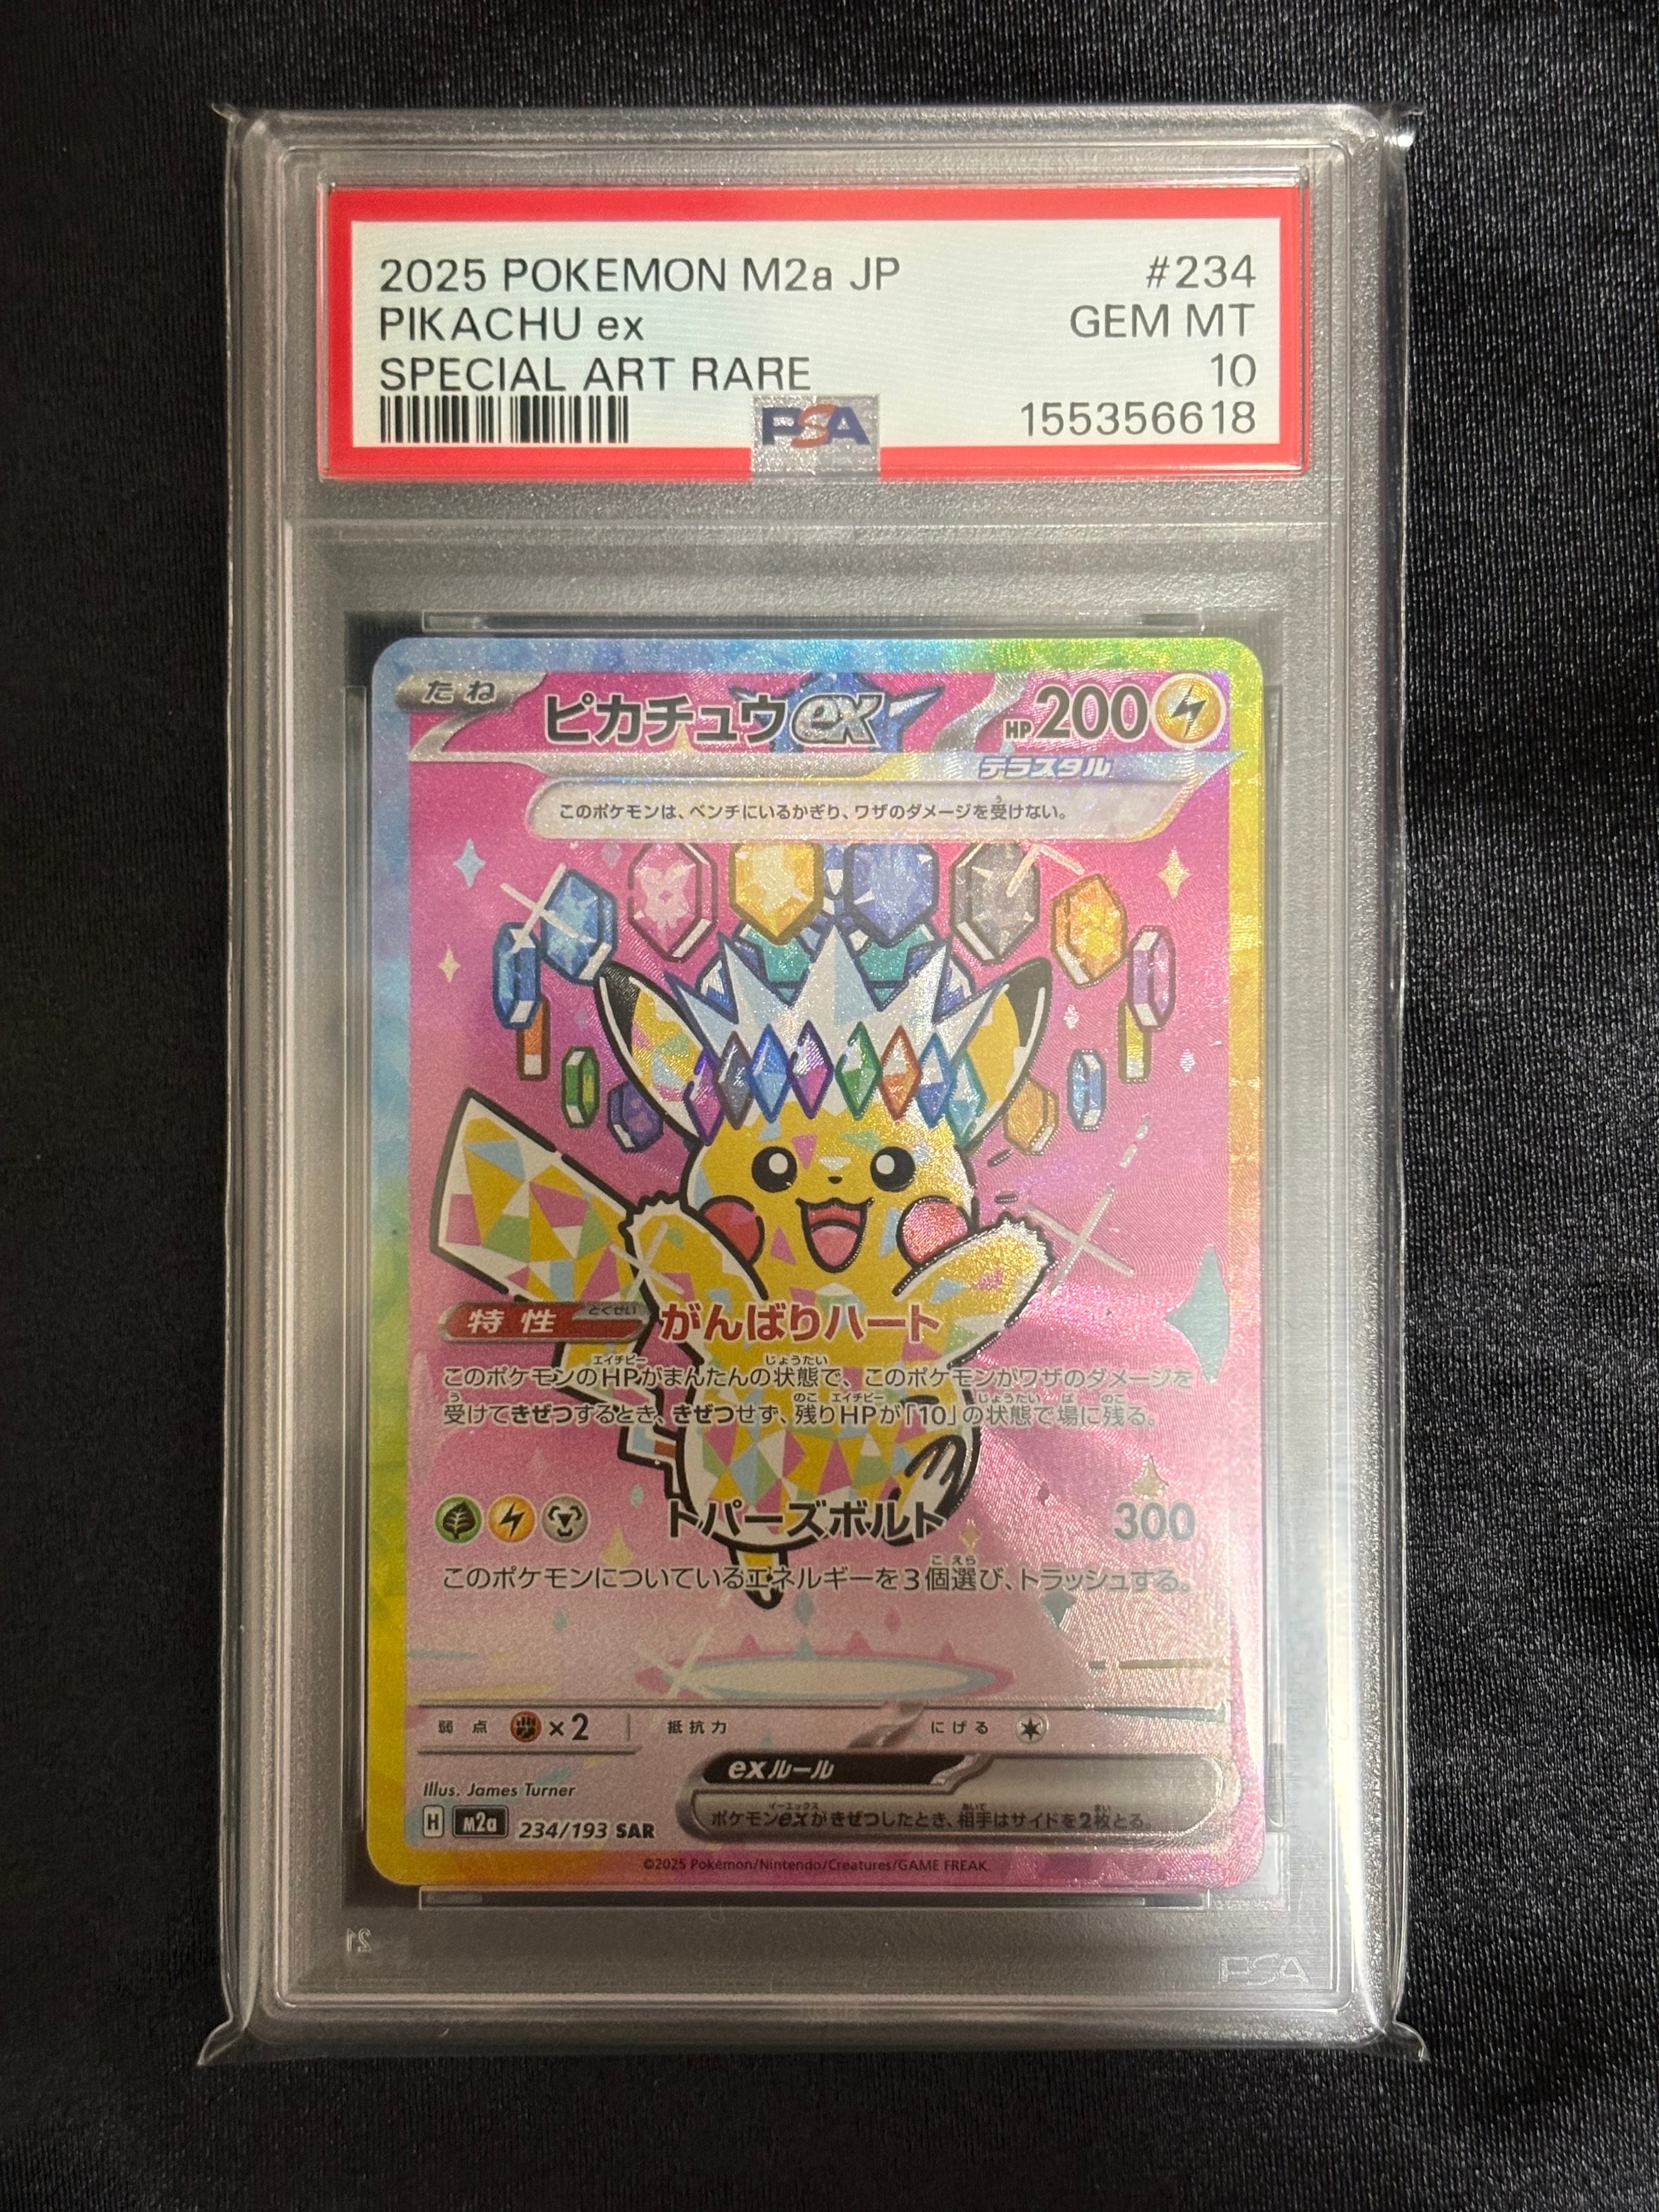 2025 POKEMON M2a JP #234
PIKACHU ex GEM MT
SPECIAL ART RARE 10
PSA 155356618
たね ピカチュウex HP200
テラスタル
このポケモンは、ベンチにいるかぎり、ワザのダメージを受けない。
特性 とくせい がんばりハート
このポケモンのHPがまんたんの状態で、このポケモンがワザのダメージを
受けてきぜつするとき、きぜつせず、残りHPが「10」の状態で場に残る。
トパーズボルト 300
このポケモンについているエネルギーを3個選び、トラッシュする。
弱点 ×2 抵抗力 にげる
exルール
ポケモンexがきぜつしたとき、相手はサイドを2枚とる。
Illus. James Turner
H m2a 234/193 SAR
©2025 Pokémon/Nintendo/Creatures/GAME FREAK.
PSA